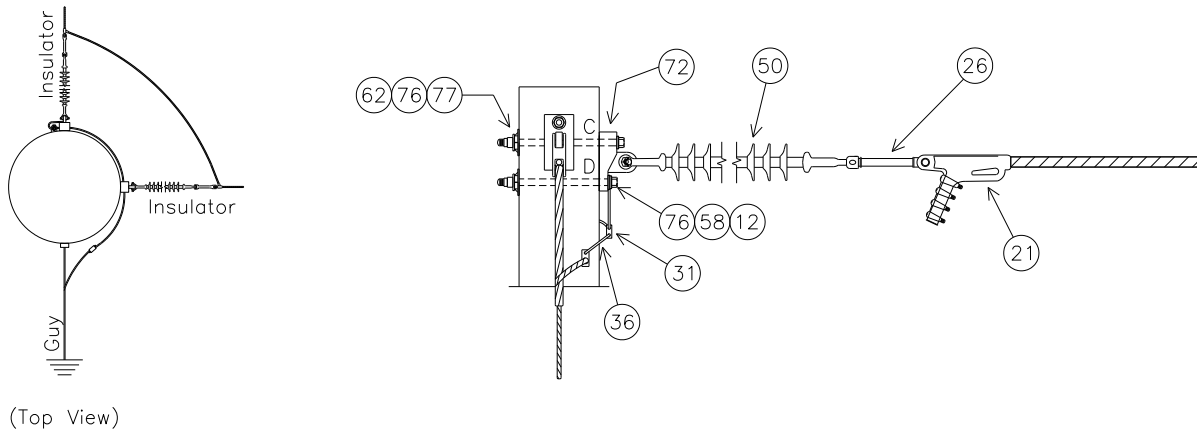 Insulator
Insulator
Guy
(Top View)
62 76 77
72
50
26
C
D
76 58 12
21
31
36